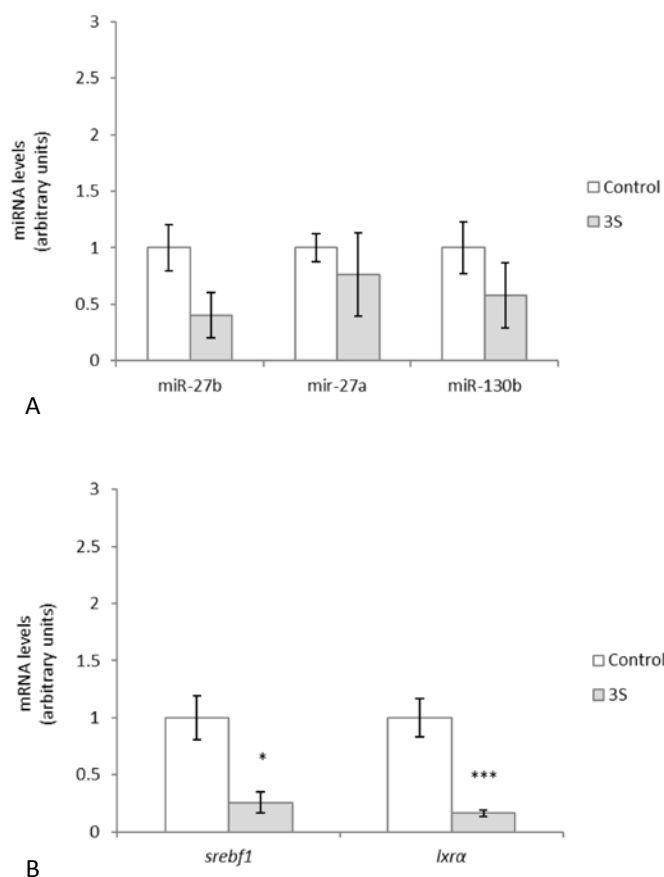 3
2.5
2
1.5
1
0.5
0
miRNA levels
(arbitrary units)
Control
3S
miR-27b mir-27a miR-130b
A
3
2.5
2
1.5
1
0.5
0
mRNA levels
(arbitrary units)
Control
3S
*
***
srebf1 lxrα
B